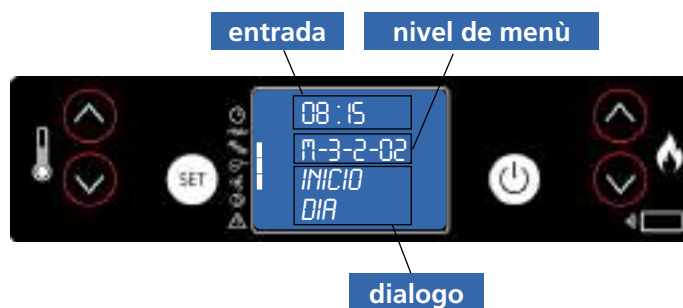 entrada
nivel de menù
08:15
SET
M-3-2-02
INICIO
DIA
dialogo